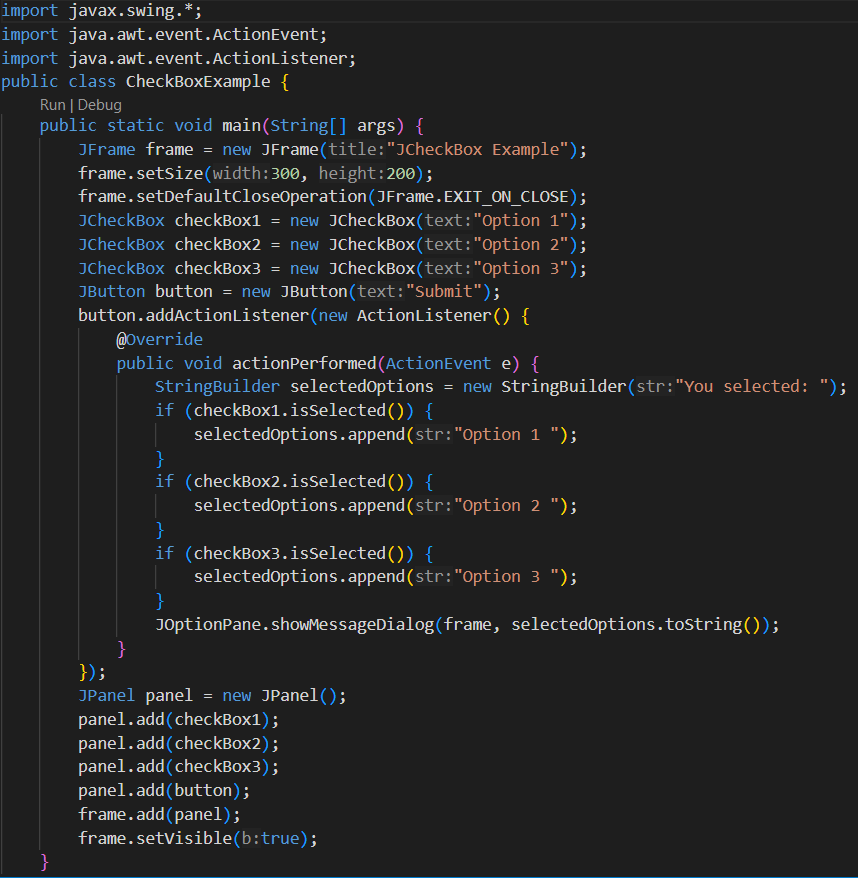 import javax.swing.*;
import java.awt.event.ActionEvent;
import java.awt.event.ActionListener;
public class CheckBoxExample {
    Run | Debug
    public static void main(String[] args) {
        JFrame frame = new JFrame(title:"JCheckBox Example");
        frame.setSize(width:300, height:200);
        frame.setDefaultCloseOperation(JFrame.EXIT_ON_CLOSE);
        JCheckBox checkBox1 = new JCheckBox(text:"Option 1");
        JCheckBox checkBox2 = new JCheckBox(text:"Option 2");
        JCheckBox checkBox3 = new JCheckBox(text:"Option 3");
        JButton button = new JButton(text:"Submit");
        button.addActionListener(new ActionListener() {
            @Override
            public void actionPerformed(ActionEvent e) {
                StringBuilder selectedOptions = new StringBuilder(str:"You selected: ");
                if (checkBox1.isSelected()) {
                    selectedOptions.append(str:"Option 1 ");
                }
                if (checkBox2.isSelected()) {
                    selectedOptions.append(str:"Option 2 ");
                }
                if (checkBox3.isSelected()) {
                    selectedOptions.append(str:"Option 3 ");
                }
                JOptionPane.showMessageDialog(frame, selectedOptions.toString());
            }
        });
        JPanel panel = new JPanel();
        panel.add(checkBox1);
        panel.add(checkBox2);
        panel.add(checkBox3);
        panel.add(button);
        frame.add(panel);
        frame.setVisible(b:true);
    }